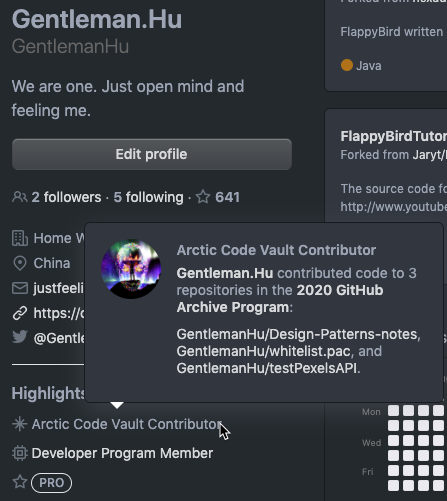 Gentleman.Hu
GentlemanHu
We are one. Just open mind and
feeling me.
Edit profile
2 followers · 5 following · 641
Home
China
https://
Arctic Code Vault Contributor
Gentleman.Hu contributed code to 3
repositories in the 2020 GitHub
Archive Program:
GentlemanHu/Design-Patterns-notes,
GentlemanHu/whitelist.pac, and
GentlemanHu/testPexelsAPI.
Highlights
Arctic Code Vault Contributor
Developer Program Member
PRO
Forked from
FlappyBird written
Java
FlappyBirdTutor
Forked from Jaryt/
The source code fo
http://www.youtube
Mon
Wed
Fri